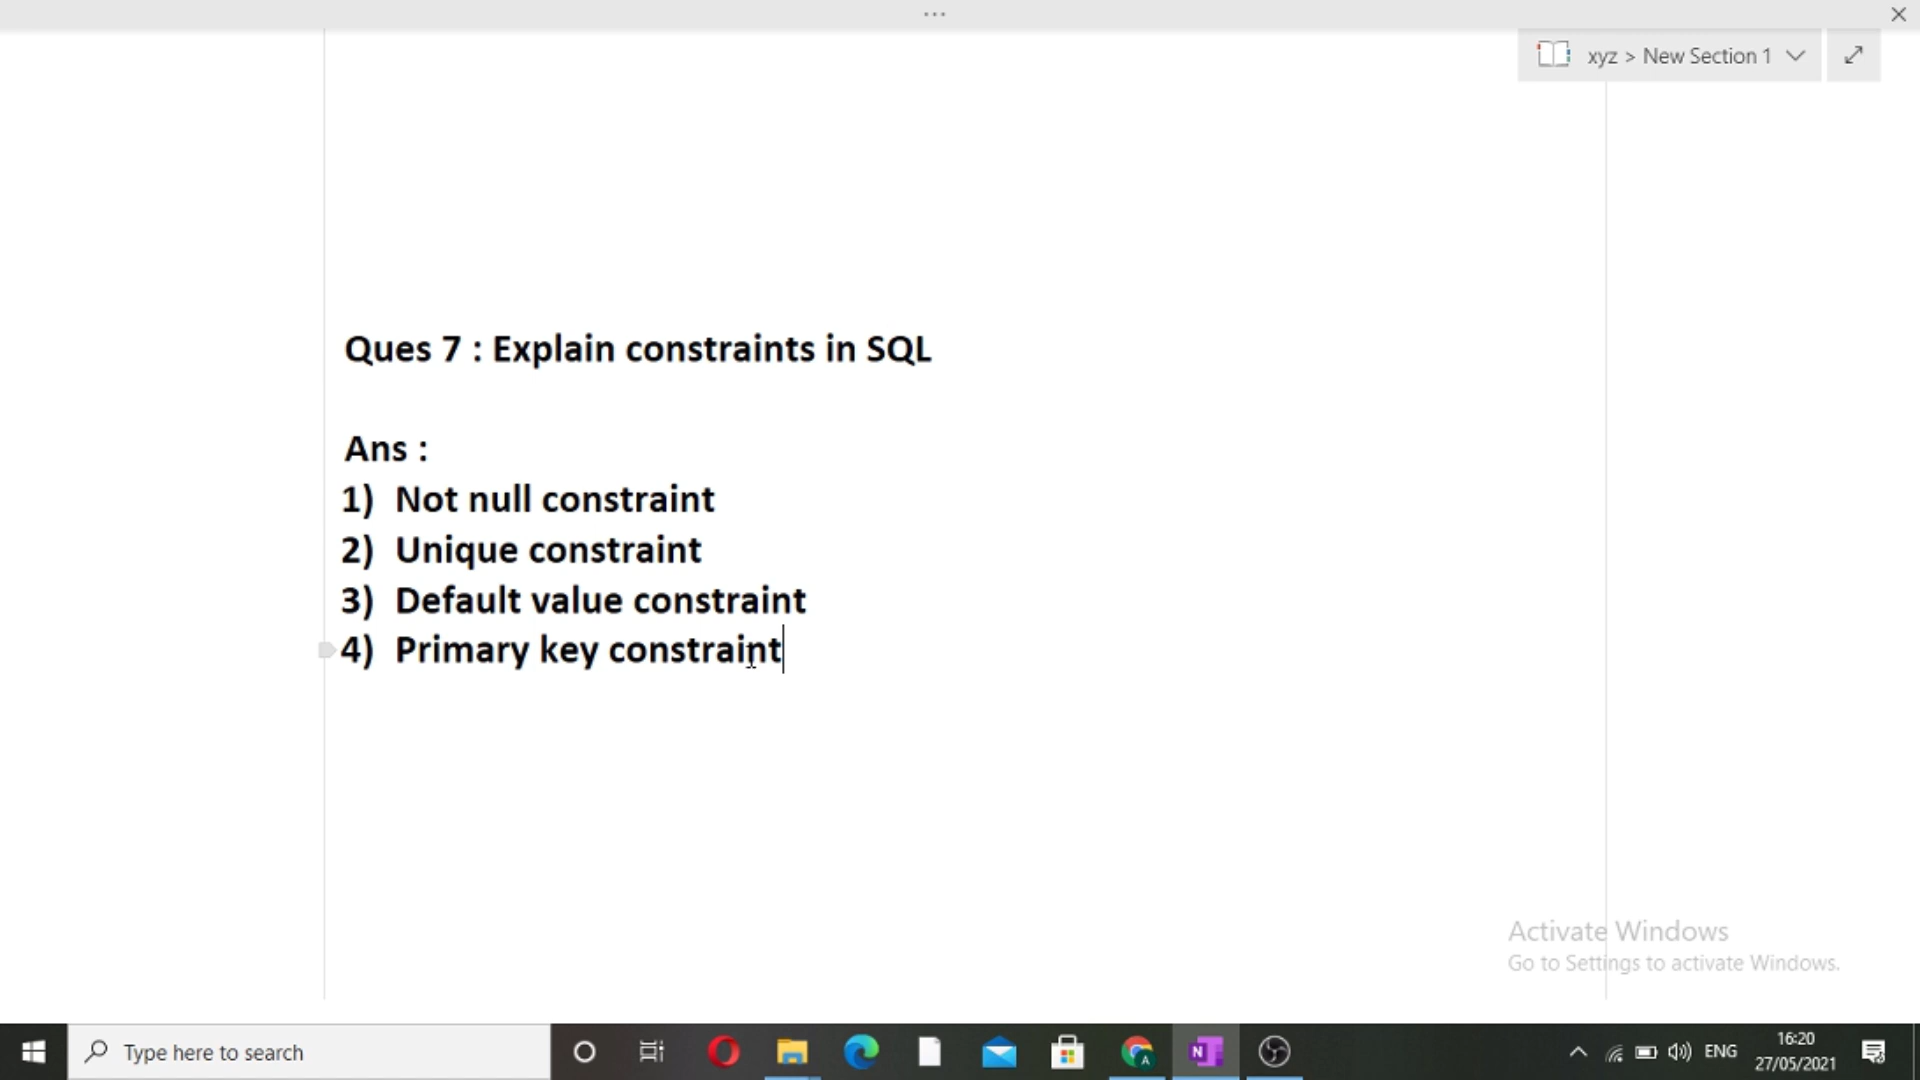 xyz > New Section 1
Ques 7 : Explain constraints in SQL
Ans :
1) Not null constraint
2) Unique constraint
3) Default value constraint
4) Primary key constraint
Activate Windows
Go to Settings to activate Windows.
Type here to search
ENG
16:20
27/05/2021